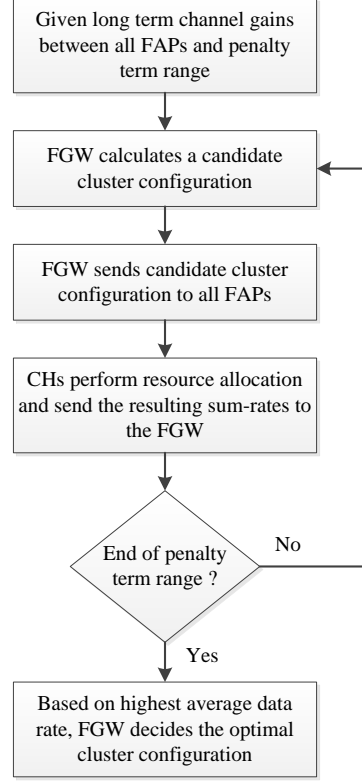 Given long term channel gains
between all FAPs and penalty
term range
FGW calculates a candidate
cluster configuration
FGW sends candidate cluster
configuration to all FAPs
CHs perform resource allocation
and send the resulting sum-rates to
the FGW
End of penalty
term range ?
No
Yes
Based on highest average data
rate, FGW decides the optimal
cluster configuration